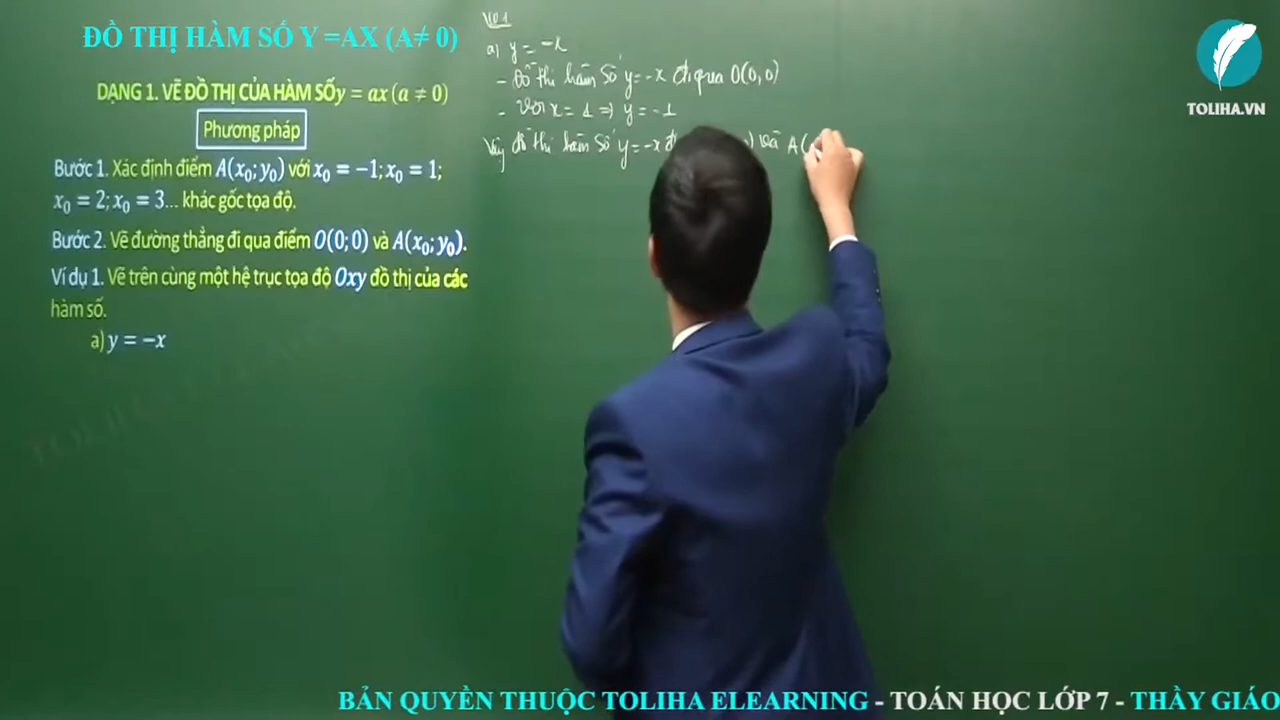 ĐỒ THỊ HÀM SỐ Y =AX (A≠ 0)
DẠNG 1. VẼ ĐỒ THỊ CỦA HÀM SỐ y = ax (a ≠ 0)
Phương pháp
Bước 1. Xác định điểm A(x₀; y₀) với x₀ = −1; x₀ = 1;
x₀ = 2; x₀ = 3... khác gốc tọa độ.
Bước 2. Vẽ đường thẳng đi qua điểm O(0; 0) và A(x₀; y₀).
Ví dụ 1. Vẽ trên cùng một hệ trục tọa độ Oxy đồ thị của các
hàm số.
a) y = −x
VD1
a) y = -x
- Đồ thị hàm số y = -x đi qua O(0,0)
- Với x = 1 ⇒ y = -1
Vậy đồ thị hàm số y = -x và A(
TOLIHA.VN
BẢN QUYỀN THUỘC TOLIHA ELEARNING - TOÁN HỌC LỚP 7 - THẦY GIÁO